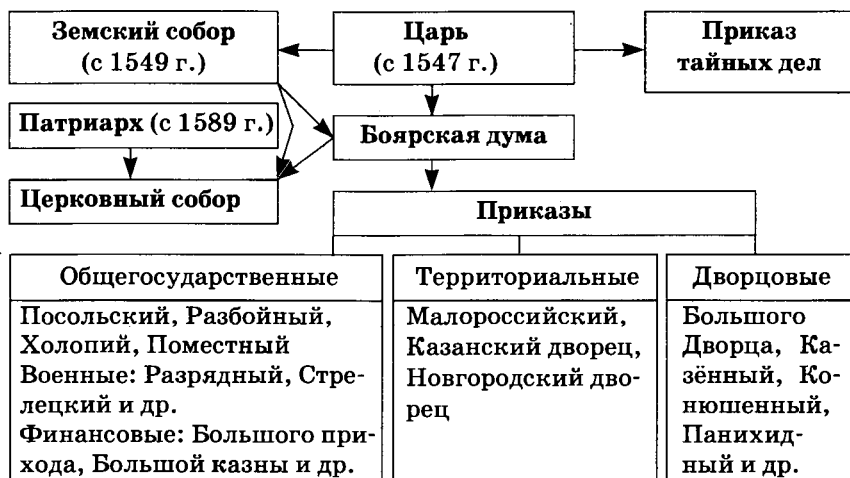 Земский собор
(с 1549 г.)
Царь
(с 1547 г.)
Приказ
тайных дел
Патриарх (с 1589 г.)
Боярская дума
Церковный собор
Приказы
Общегосударственные
Посольский, Разбойный,
Холопий, Поместный
Военные: Разрядный, Стре-
лецкий и др.
Финансовые: Большого при-
хода, Большой казны и др.
Территориальные
Малороссийский,
Казанский дворец,
Новгородский дво-
рец
Дворцовые
Большого
Дворца, Ка-
зённый, Ко-
нюшенный,
Панихид-
ный и др.